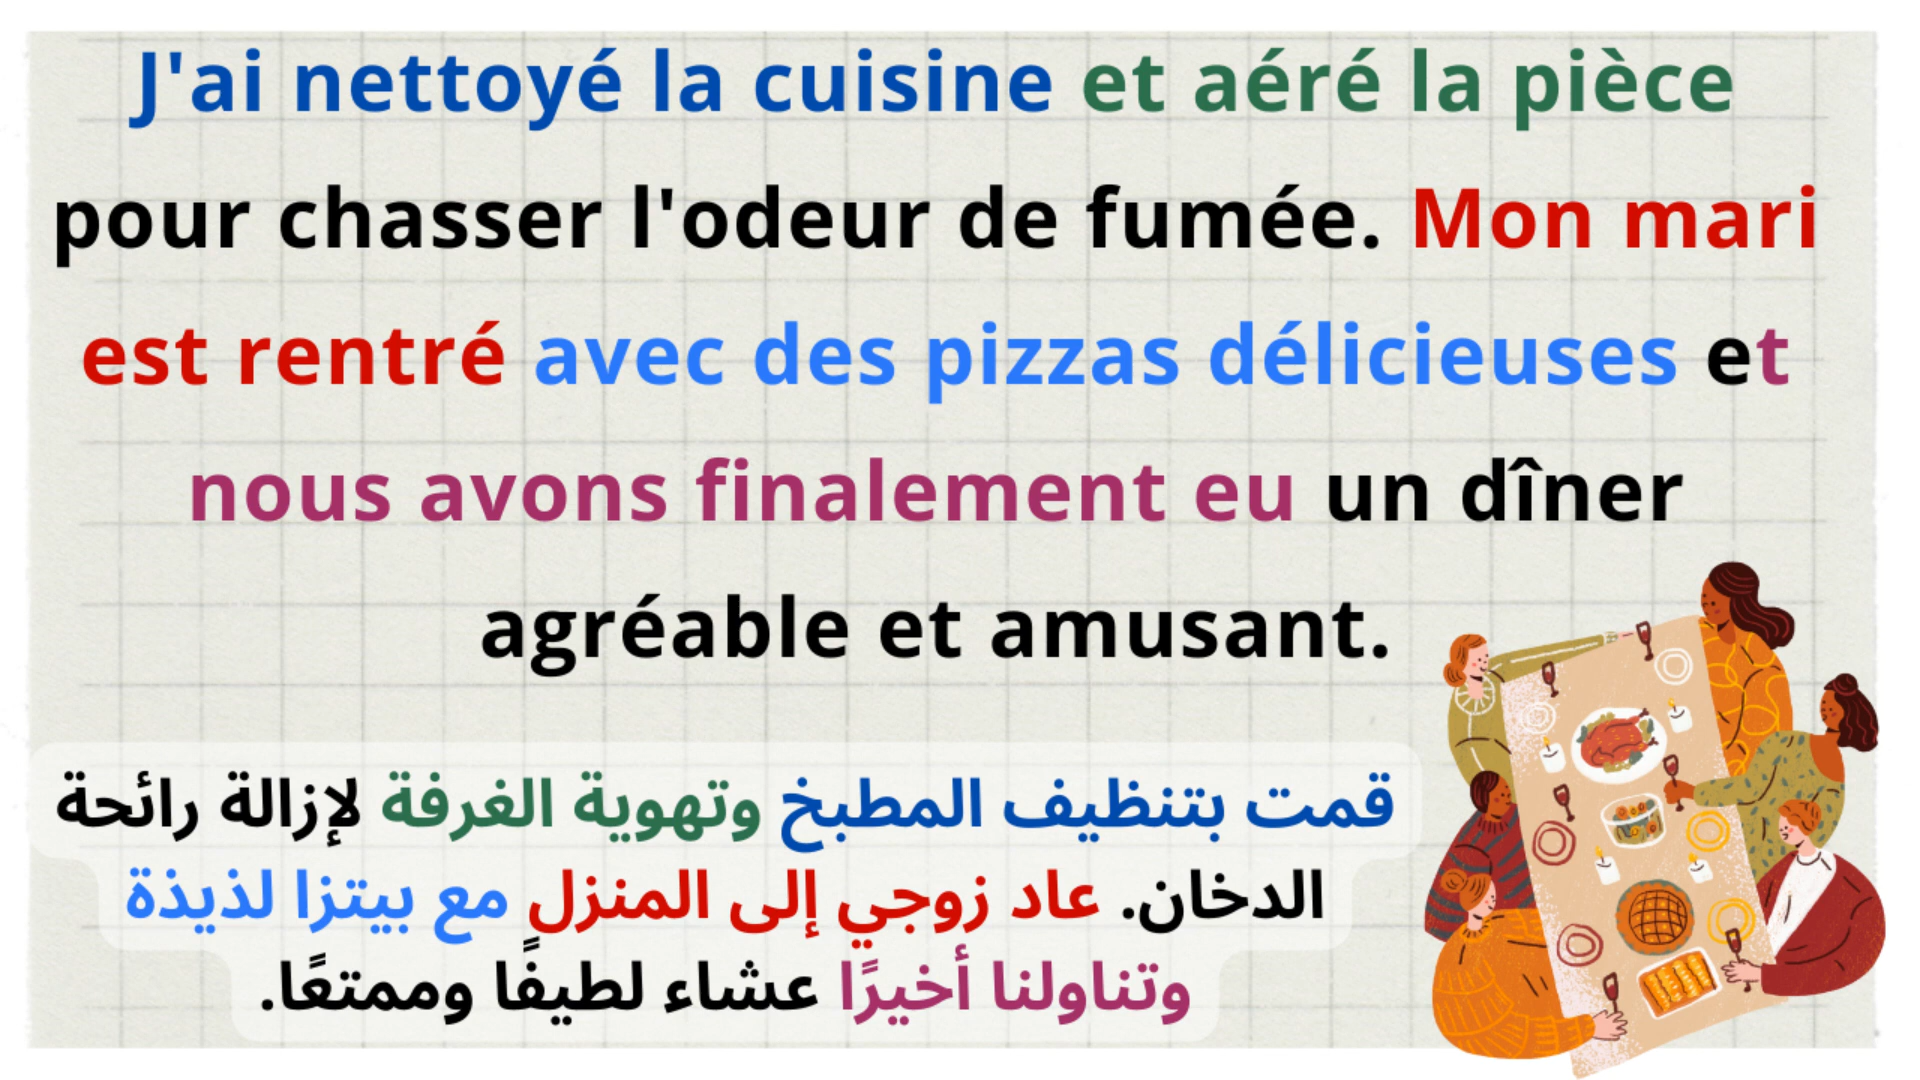 J'ai nettoyé la cuisine et aéré la pièce
pour chasser l'odeur de fumée. Mon mari
est rentré avec des pizzas délicieuses et
nous avons finalement eu un dîner
agréable et amusant.
قمت بتنظيف المطبخ وتهوية الغرفة لإزالة رائحة
الدخان. عاد زوجي إلى المنزل مع بيتزا لذيذة
وتناولنا أخيرًا عشاء لطيفًا وممتعًا.